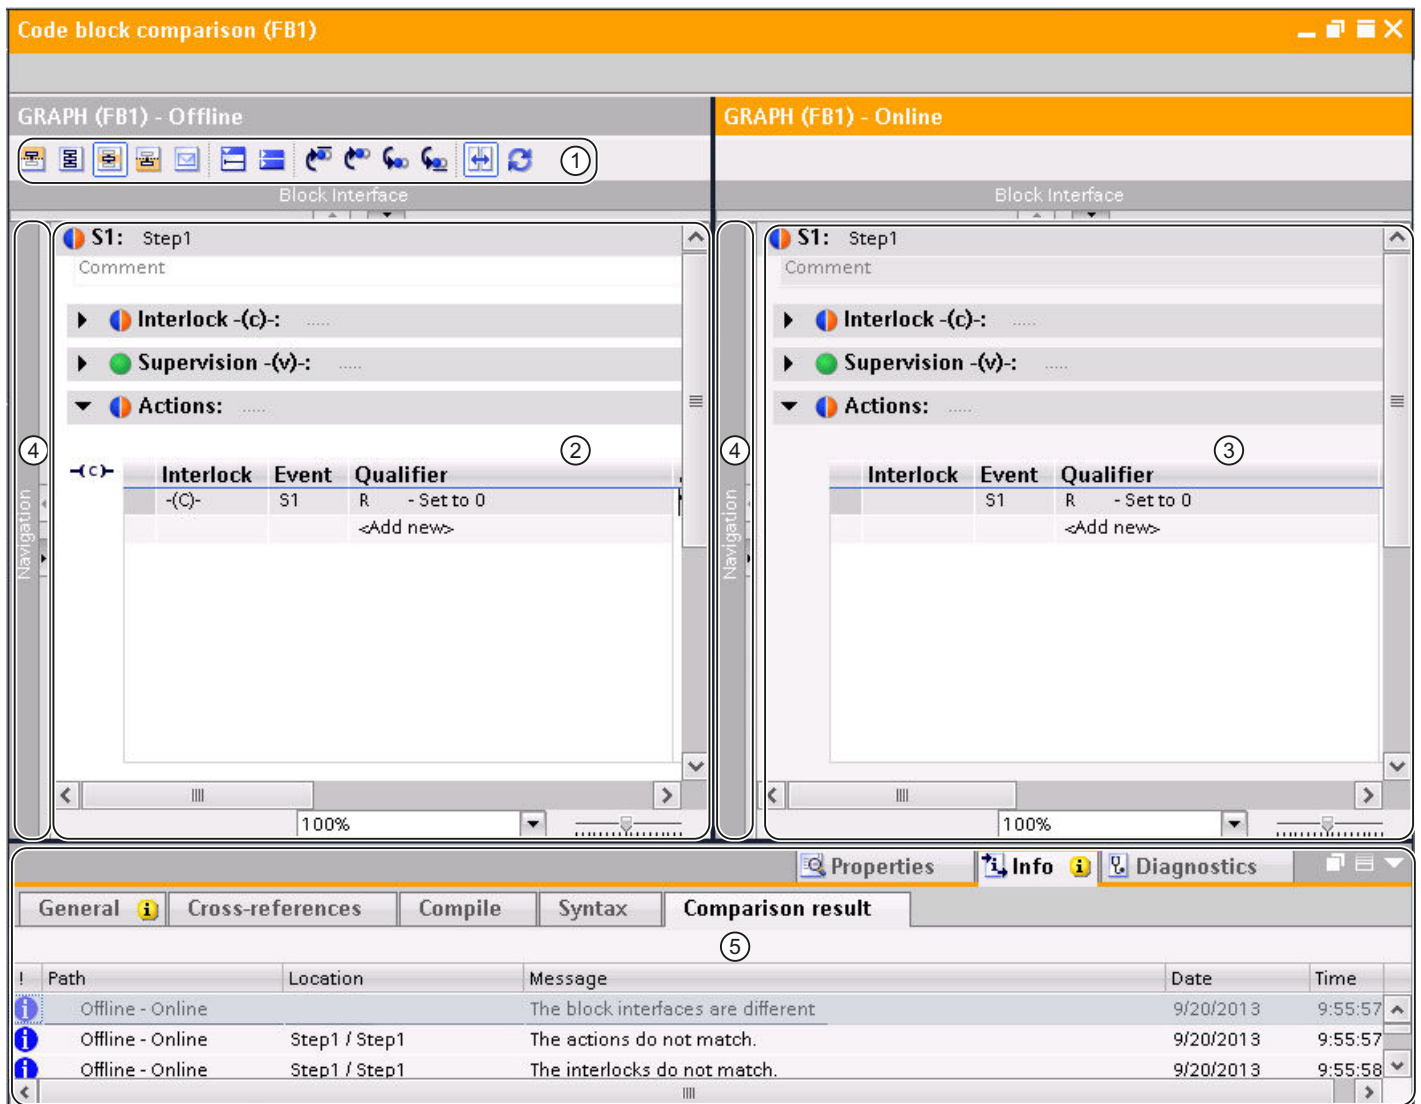 Code block comparison (FB1)
GRAPH (FB1) - Offline
GRAPH (FB1) - Online
1
Block Interface
Block Interface
S1: Step1
Comment
Interlock -(c)-: .....
Supervision -(v)-: .....
Actions: .....
4
2
-(c)-
Interlock Event Qualifier
-(C)- S1 R - Set to 0
<Add new>
Navigation
100%
S1: Step1
Comment
Interlock -(c)-: .....
Supervision -(v)-: .....
Actions: .....
4
3
Interlock Event Qualifier
S1 R - Set to 0
<Add new>
Navigation
100%
Properties Info Diagnostics
General Cross-references Compile Syntax Comparison result
5
! Path Location Message Date Time
Offline - Online The block interfaces are different 9/20/2013 9:55:57
Offline - Online Step1 / Step1 The actions do not match. 9/20/2013 9:55:57
Offline - Online Step1 / Step1 The interlocks do not match. 9/20/2013 9:55:58